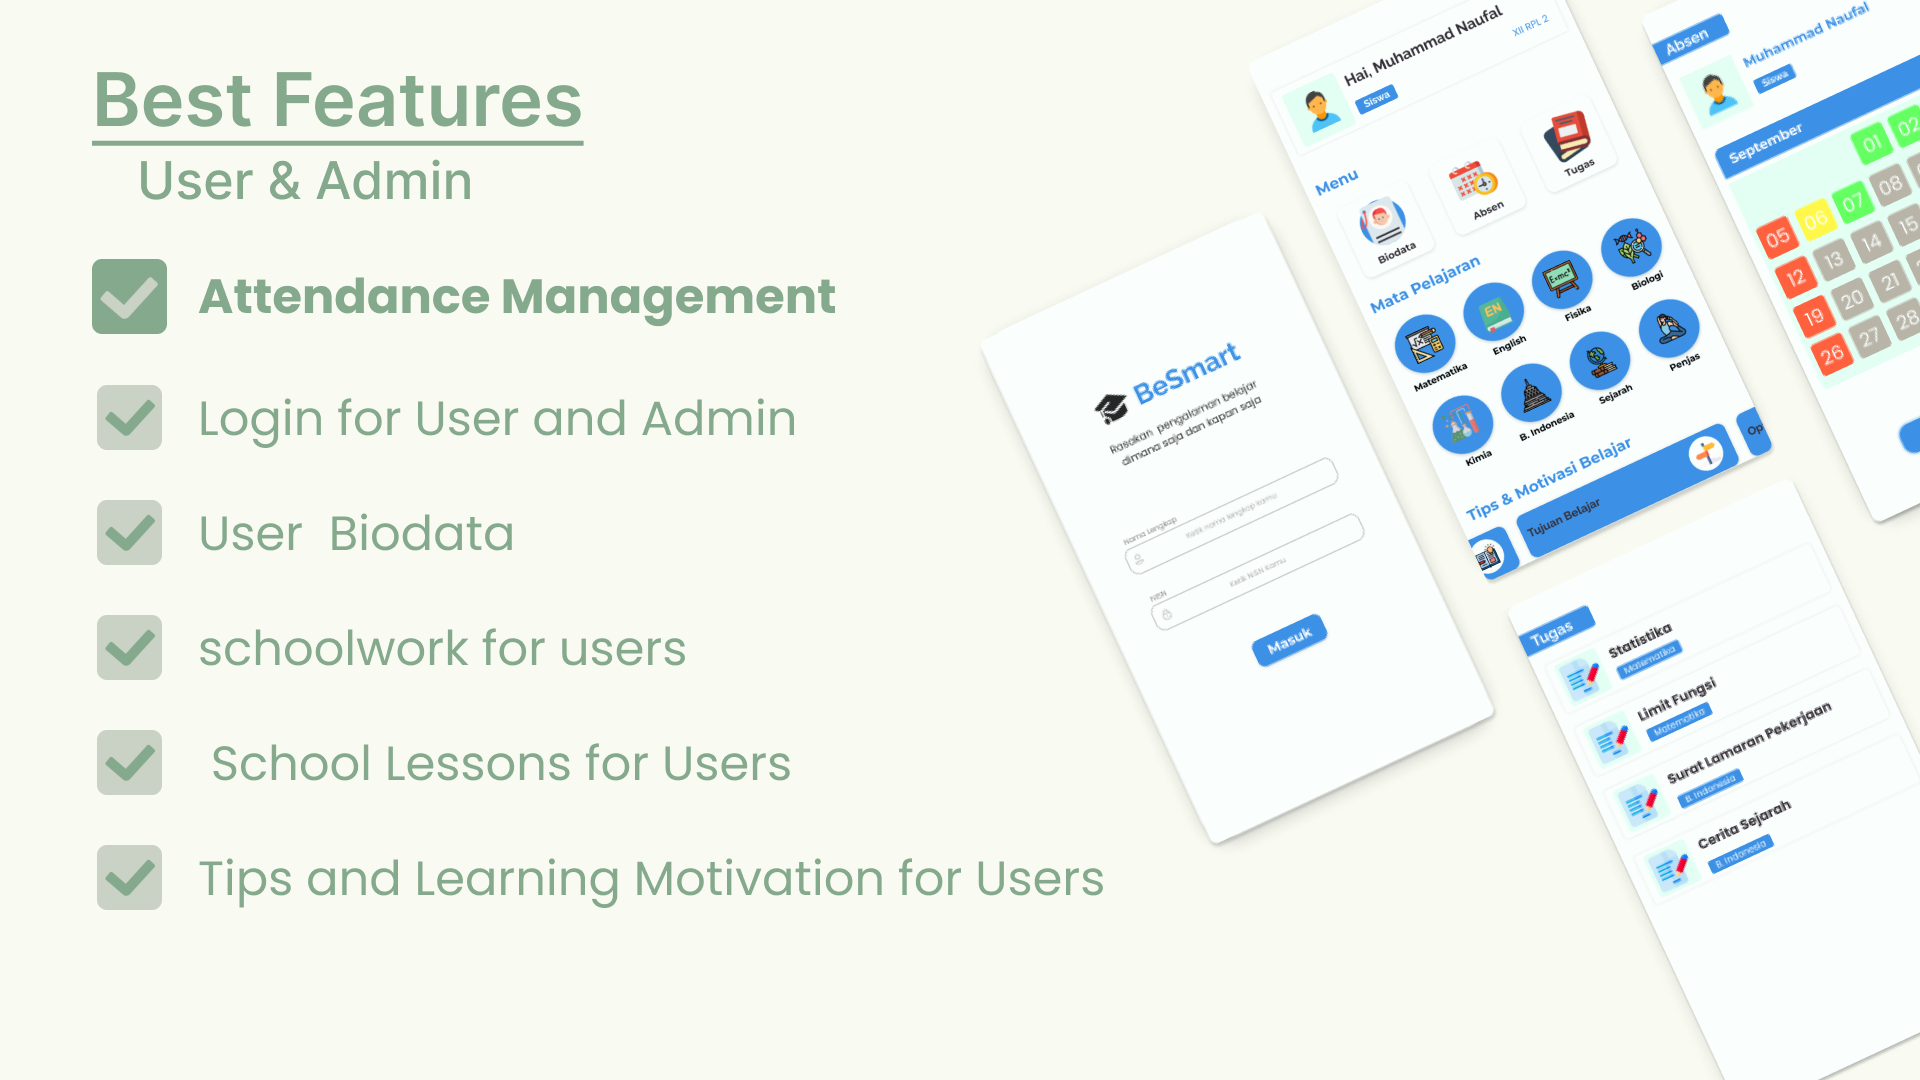 Best Features
User & Admin
Attendance Management
Login for User and Admin
User  Biodata
schoolwork for users
School Lessons for Users
Tips and Learning Motivation for Users
BeSmart
Rasakan pengalaman belajar
dimana saja dan kapan saja
Nama Lengkap
Ketik nama lengkap kamu
NISN
Ketik NISN Kamu
Masuk
Hai, Muhammad Naufal
XII RPL 2
Siswa
Menu
Biodata
Absen
Tugas
Mata Pelajaran
Matematika
English
EN
Fisika
E=mc²
Biologi
Kimia
B. Indonesia
Sejarah
Penjas
Tips & Motivasi Belajar
Tujuan Belajar
Op
Absen
Muhammad Naufal
Siswa
September
01 02
05 06 07 08
12 13 14 15
19 20 21
26 27 28
Tugas
Statistika
Matematika
Limit Fungsi
Matematika
Surat Lamaran Pekerjaan
B. Indonesia
Cerita Sejarah
B. Indonesia